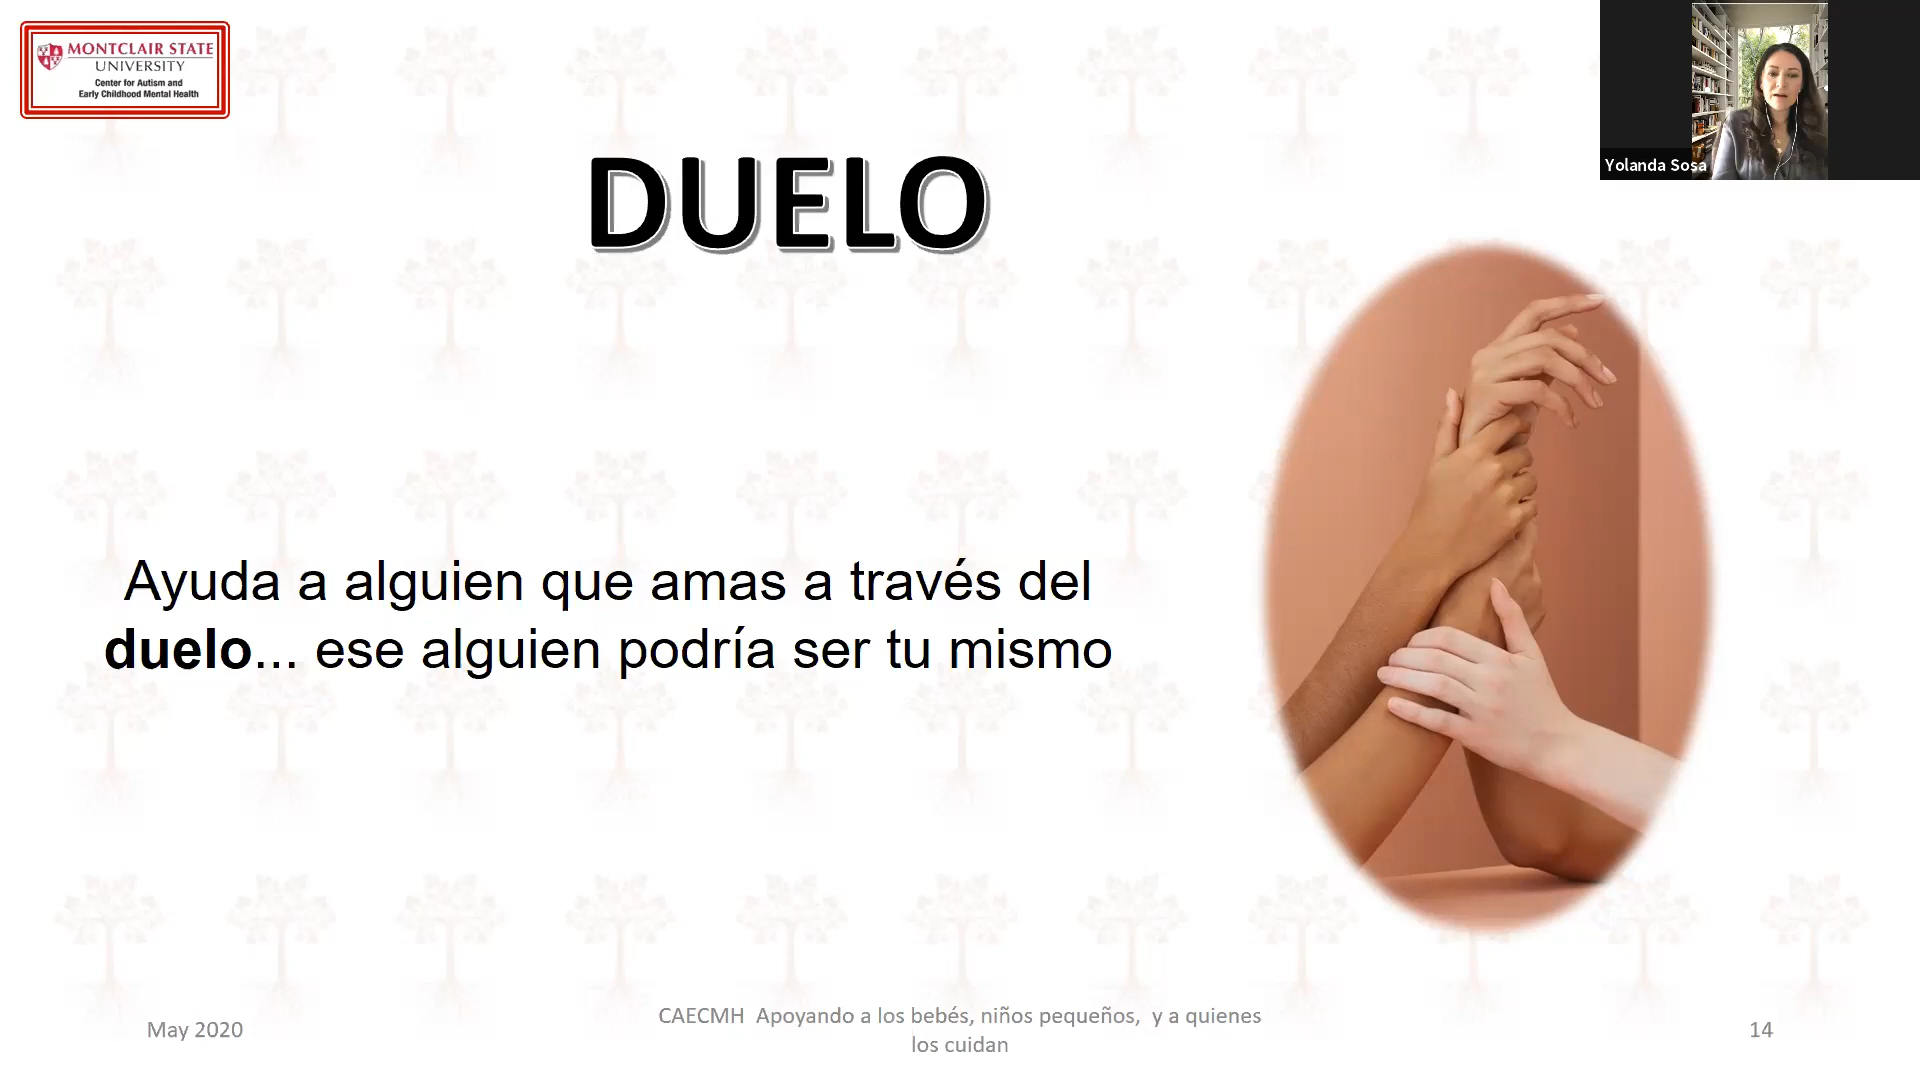 MONTCLAIR STATE
UNIVERSITY
Center for Autism and
Early Childhood Mental Health
Yolanda Sosa
DUELO
Ayuda a alguien que amas a través del
duelo... ese alguien podría ser tu mismo
May 2020
CAECMH Apoyando a los bebés, niños pequeños, y a quienes
los cuidan
14